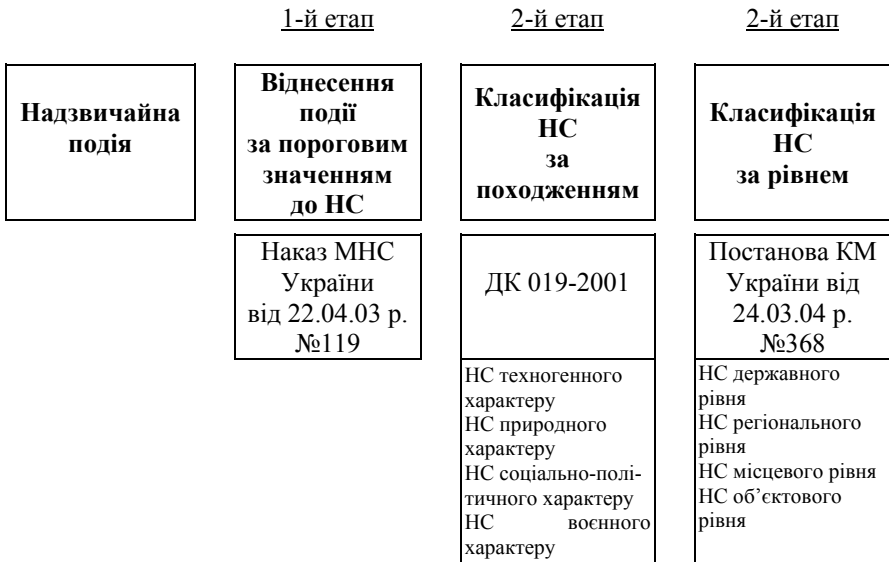 1-й етап
2-й етап
2-й етап
Надзвичайна
подія
Віднесення
події
за пороговим
значенням
до НС
Класифікація
НС
за
походженням
Класифікація
НС
за рівнем
Наказ МНС
України
від 22.04.03 р.
№119
ДК 019-2001
Постанова КМ
України від
24.03.04 р.
№368
НС техногенного
характеру
НС природного
характеру
НС соціально-полі-
тичного характеру
НС воєнного
характеру
НС державного
рівня
НС регіонального
рівня
НС місцевого рівня
НС об’єктового
рівня